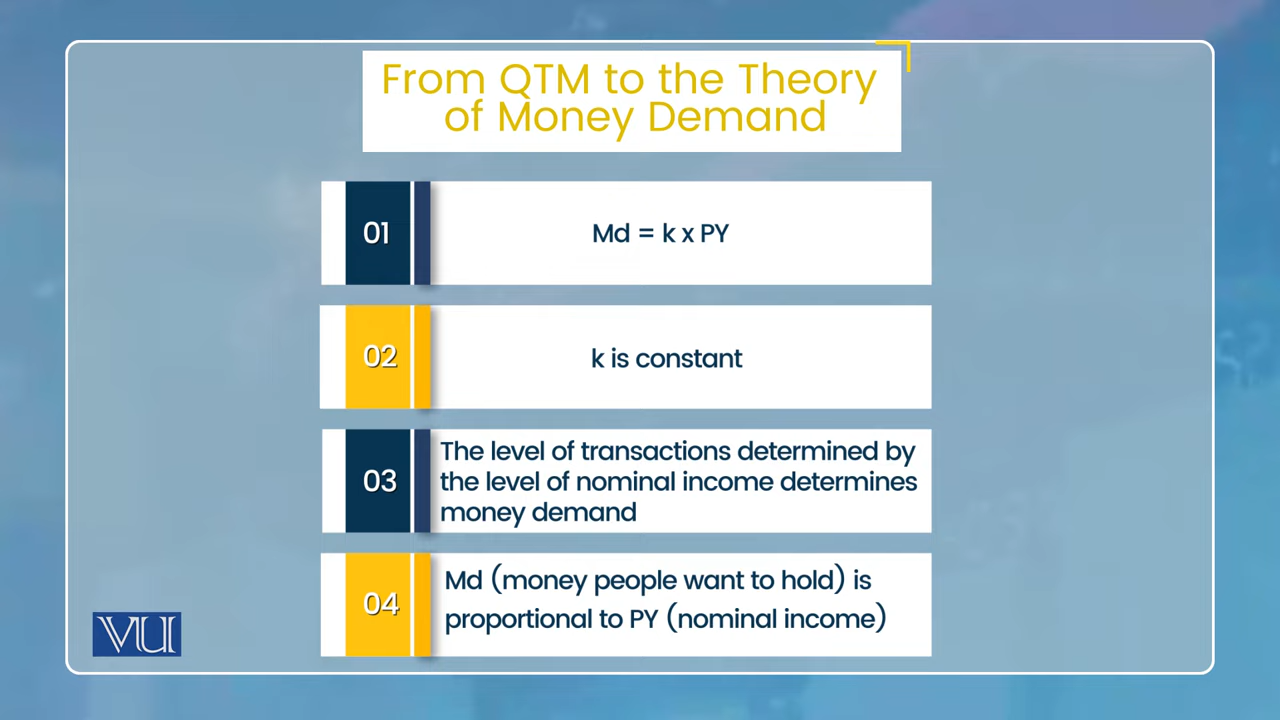 From QTM to the Theory
of Money Demand
01
Md = k x PY
02
k is constant
03
The level of transactions determined by
the level of nominal income determines
money demand
04
Md (money people want to hold) is
proportional to PY (nominal income)
VU